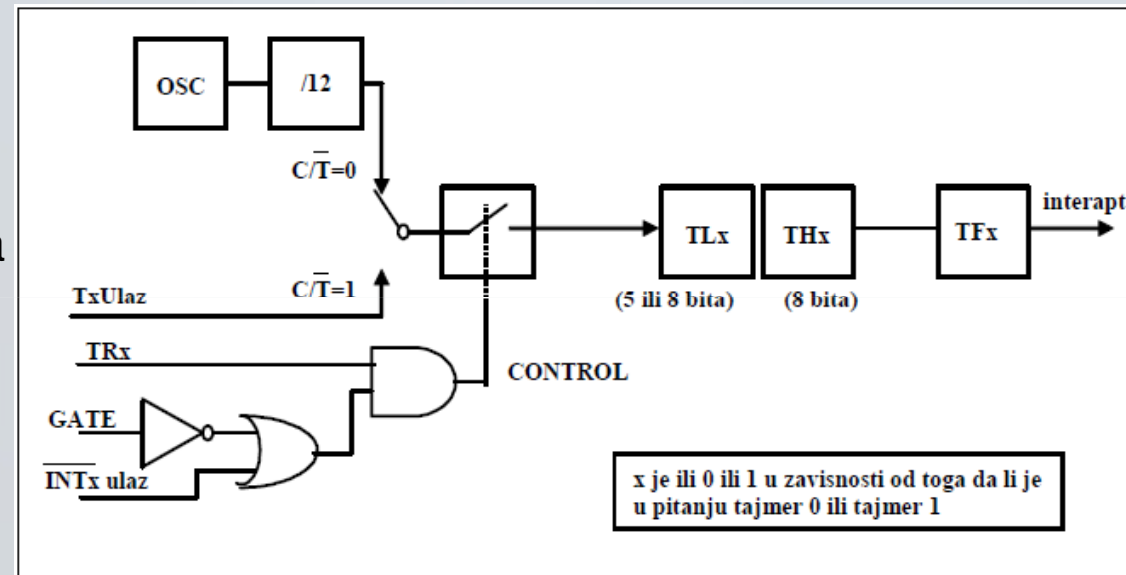 OSC
/12
C/T̅=0
interapt
TLx
THx
TFx
a
TxUlaz
C/T̅=1
(5 ili 8 bita)
(8 bita)
TRx
CONTROL
GATE
I̅N̅T̅x̅ ulaz
x je ili 0 ili 1 u zavisnosti od toga da li je
u pitanju tajmer 0 ili tajmer 1